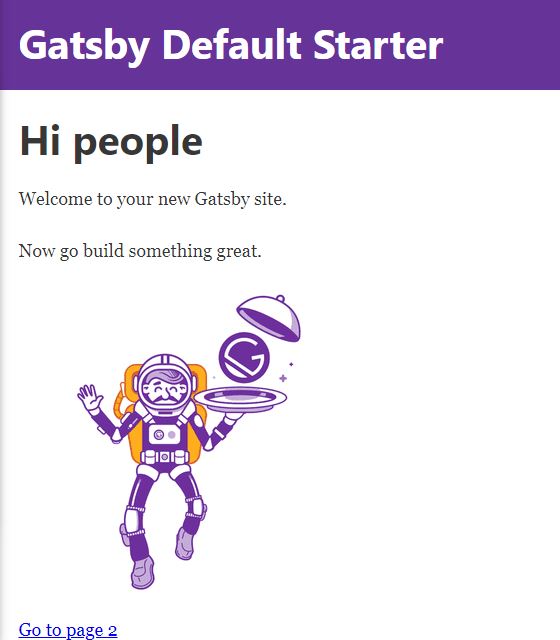 Gatsby Default Starter
Hi people
Welcome to your new Gatsby site.
Now go build something great.
Go to page 2